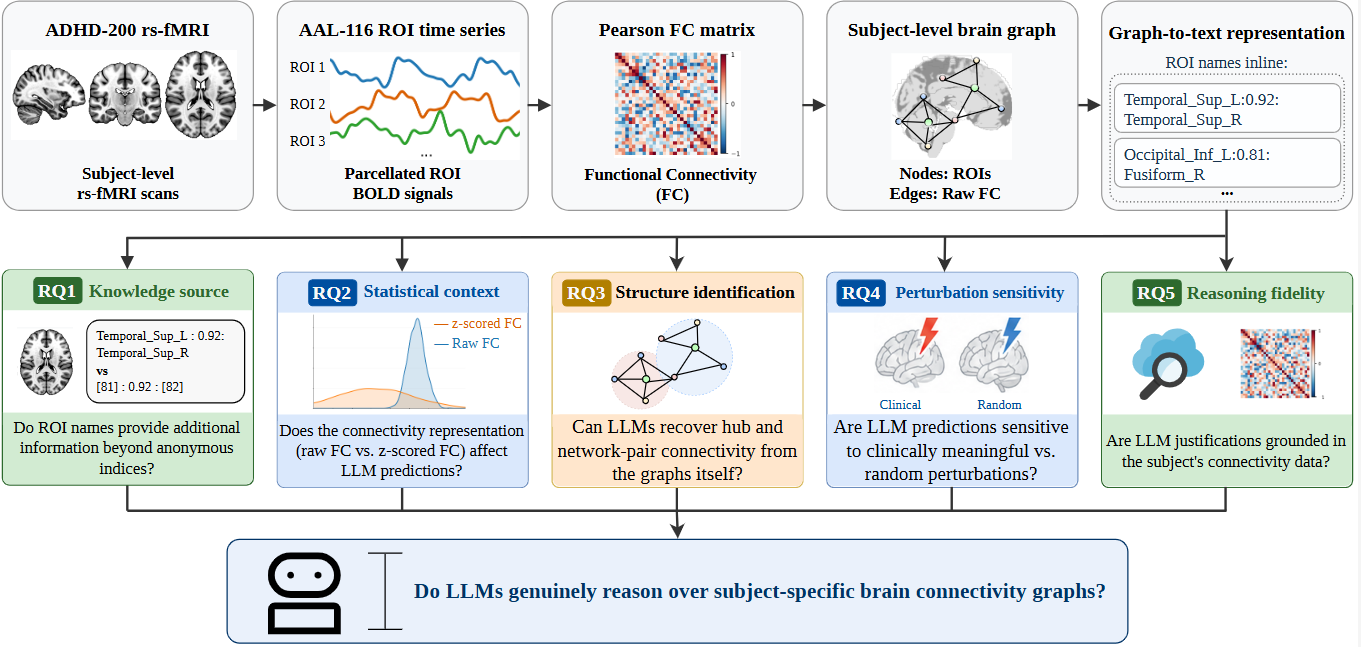 ADHD-200 rs-fMRI
Subject-level
rs-fMRI scans
AAL-116 ROI time series
ROI 1
ROI 2
ROI 3
...
Parcellated ROI
BOLD signals
Pearson FC matrix
1
0
−1
Functional Connectivity
(FC)
Subject-level brain graph
Nodes: ROIs
Edges: Raw FC
Graph-to-text representation
ROI names inline:
Temporal_Sup_L:0.92:
Temporal_Sup_R
Occipital_Inf_L:0.81:
Fusiform_R
...
RQ1 Knowledge source
Temporal_Sup_L : 0.92:
Temporal_Sup_R
vs
[81] : 0.92 : [82]
Do ROI names provide additional
information beyond anonymous
indices?
RQ2 Statistical context
z-scored FC
Raw FC
Does the connectivity representation
(raw FC vs. z-scored FC) affect
LLM predictions?
RQ3 Structure identification
Can LLMs recover hub and
network-pair connectivity from
the graphs itself?
RQ4 Perturbation sensitivity
Clinical
Random
Are LLM predictions sensitive
to clinically meaningful vs.
random perturbations?
RQ5 Reasoning fidelity
Are LLM justifications grounded in
the subject's connectivity data?
Do LLMs genuinely reason over subject-specific brain connectivity graphs?